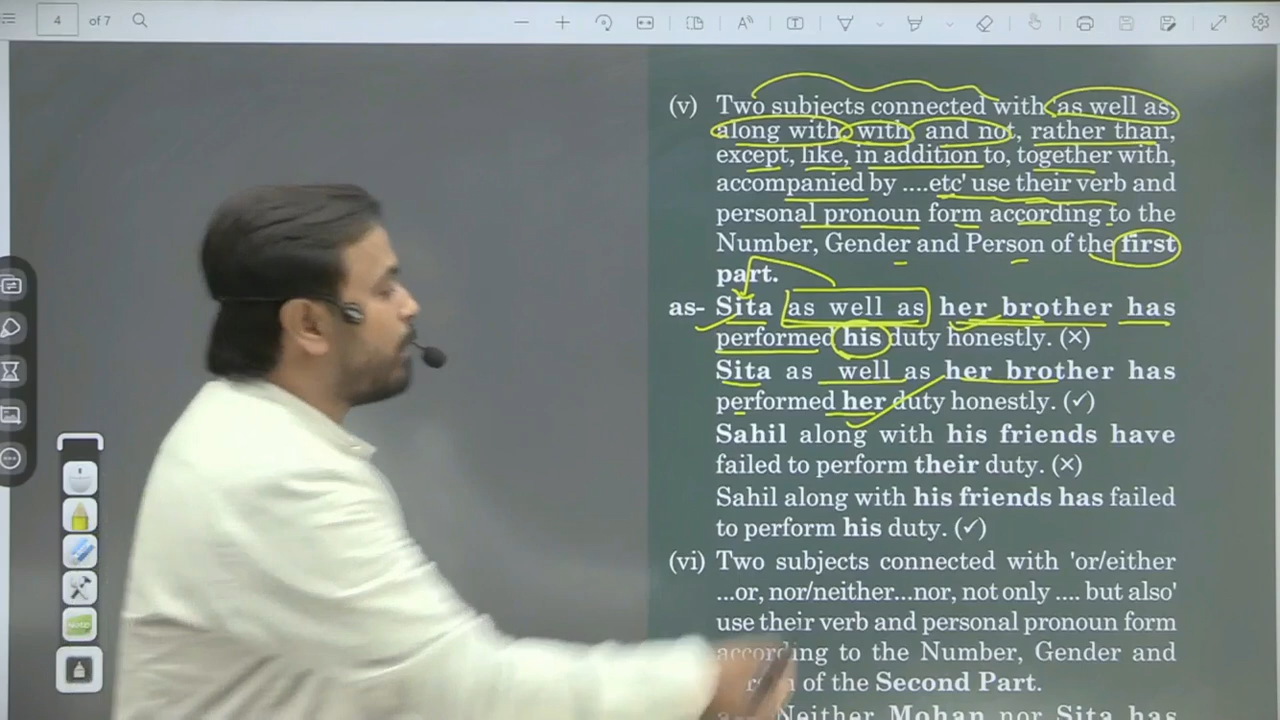 4 of 7
(v) Two subjects connected with 'as well as,
along with, with, and not, rather than,
except, like, in addition to, together with,
accompanied by ....etc' use their verb and
personal pronoun form according to the
Number, Gender and Person of the first
part.
as- Sita as well as her brother has
performed his duty honestly. (×)
Sita as well as her brother has
performed her duty honestly. (✓)
Sahil along with his friends have
failed to perform their duty. (×)
Sahil along with his friends has failed
to perform his duty. (✓)
(vi) Two subjects connected with 'or/either
...or, nor/neither...nor, not only .... but also'
use their verb and personal pronoun form
according to the Number, Gender and
of the Second Part.
Neither Mohan nor Sita has